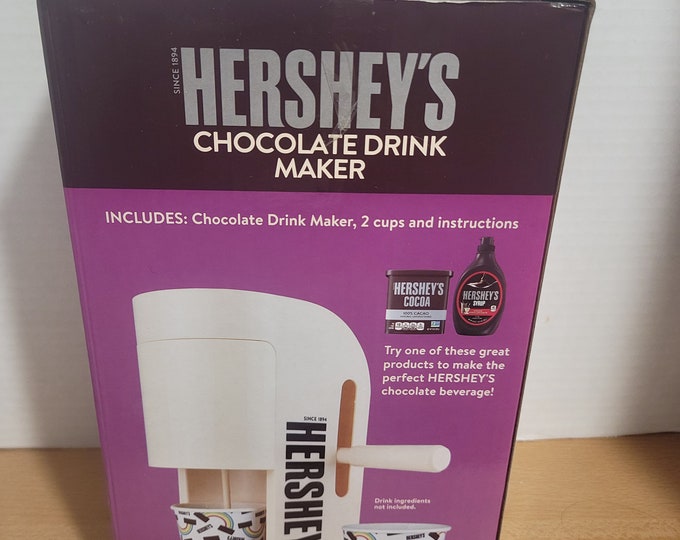 SINCE 1894
HERSHEY'S
CHOCOLATE DRINK
MAKER
INCLUDES: Chocolate Drink Maker, 2 cups and instructions
HERSHEY'S
COCOA
100% CACAO
HERSHEY'S
SYRUP
Try one of these great
products to make the
perfect HERSHEY'S
chocolate beverage!
SINCE 1894
HERSHEY'
Drink ingredients
not included.